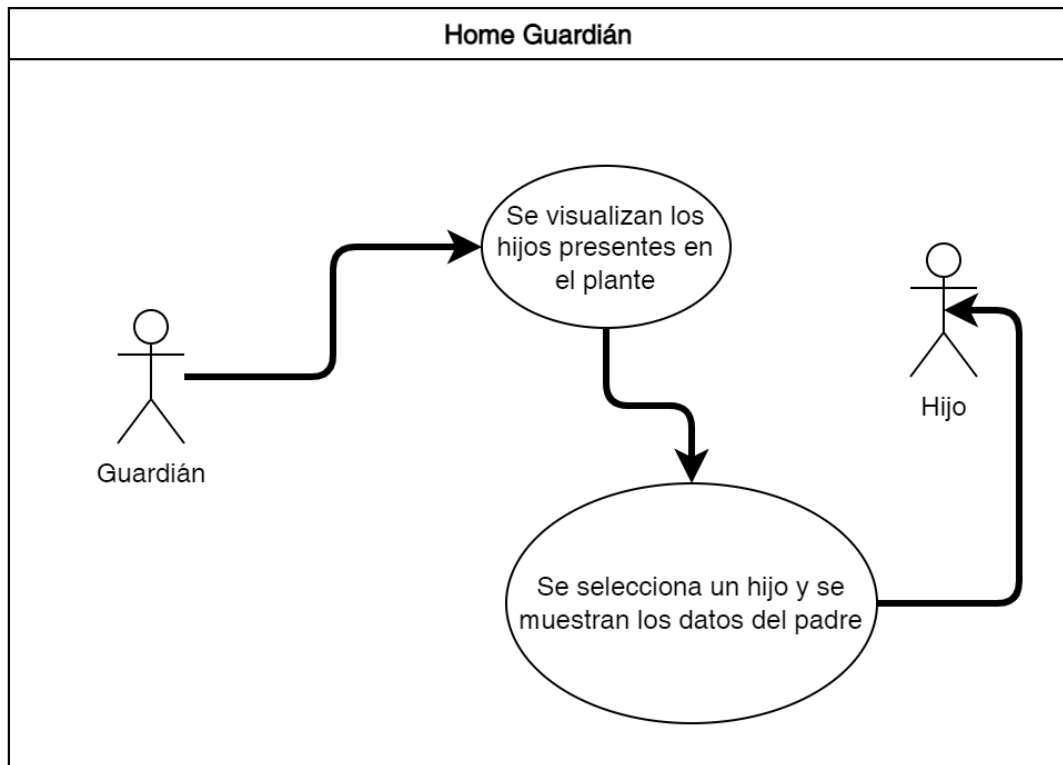 Home Guardián
Se visualizan los
hijos presentes en
el plante
Guardián
Hijo
Se selecciona un hijo y se
muestran los datos del padre